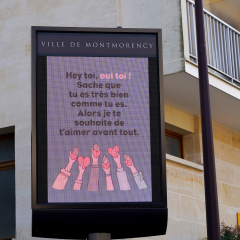 VILLE DE MONTMORENCY
Hey toi, oui toi !
Sache que
tu es très bien
comme tu es.
Alors je te
souhaite de
t'aimer avant tout.